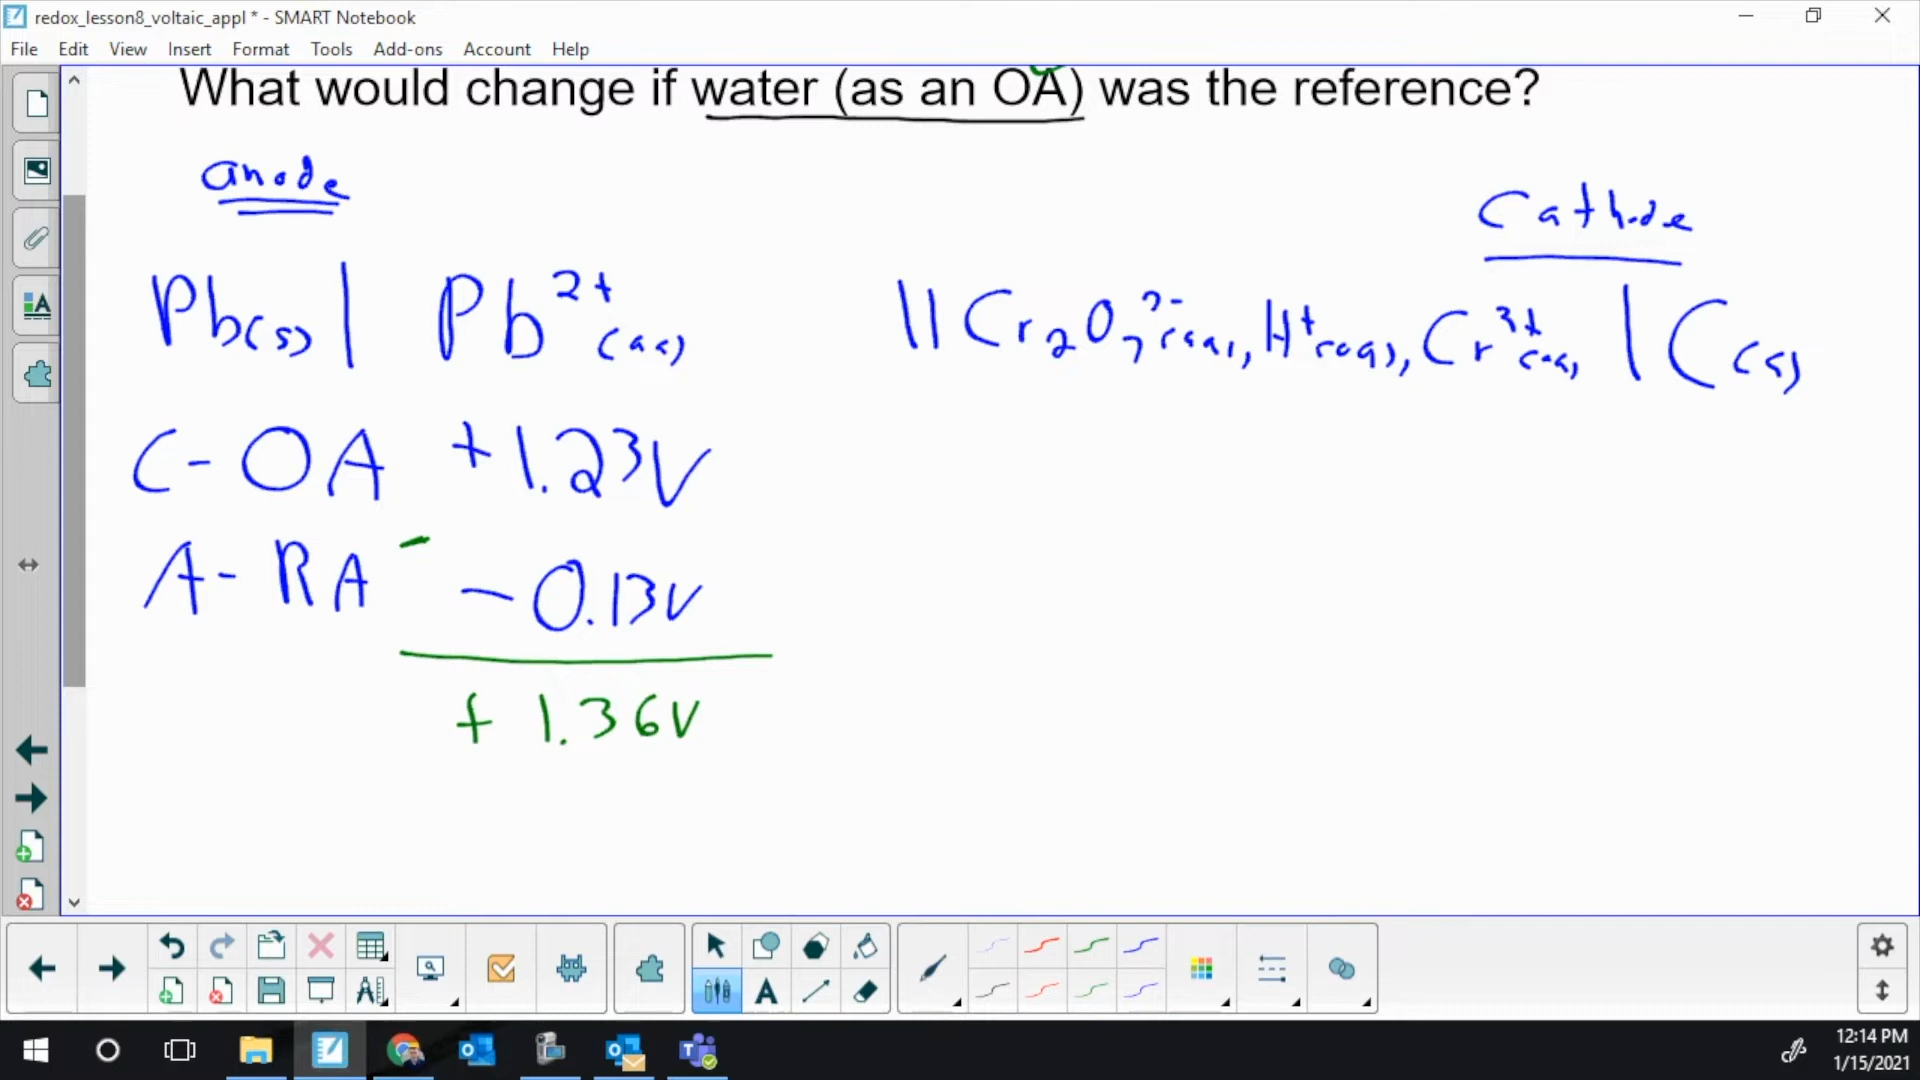 redox_lesson8_voltaic_appl * - SMART Notebook
File Edit View Insert Format Tools Add-ons Account Help
What would change if water (as an OA) was the reference?
anode
Cathode
Pb(s) | Pb²⁺(aq) || Cr₂O₇²⁻(aq), H⁺(aq), Cr³⁺(aq) | C(s)
C- OA +1.23V
A- RA - -0.13V
+ 1.36V
12:14 PM
1/15/2021